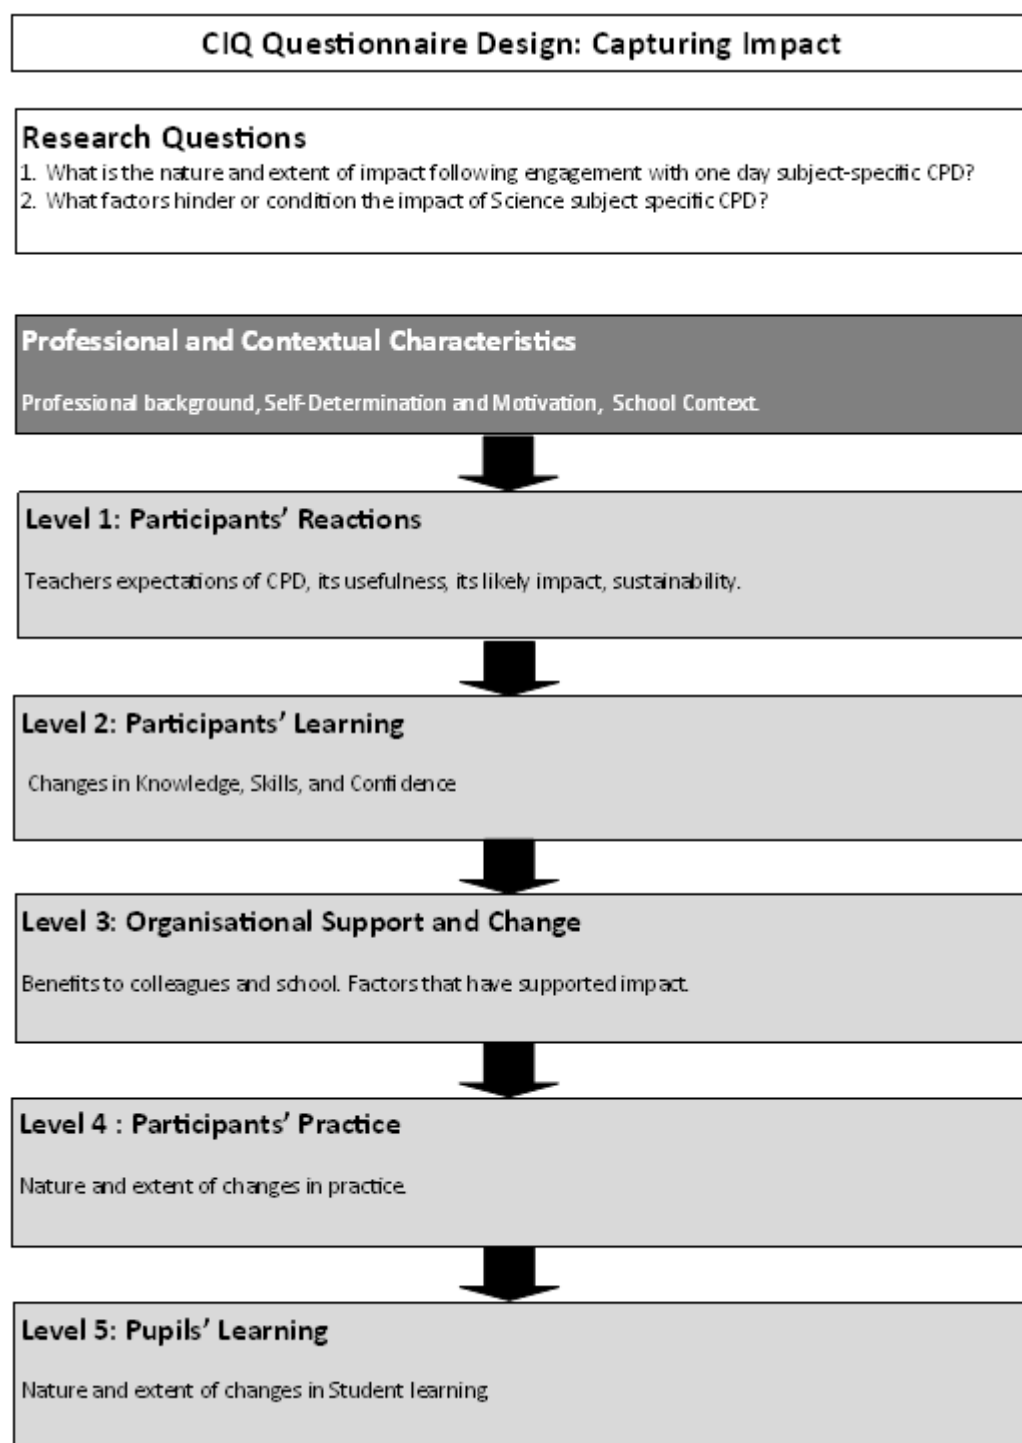 CIQ Questionnaire Design: Capturing Impact
Research Questions
1. What is the nature and extent of impact following engagement with one day subject-specific CPD?
2. What factors hinder or condition the impact of Science subject specific CPD?
Professional and Contextual Characteristics
Professional background, Self-Determination and Motivation, School Context.
Level 1: Participants’ Reactions
Teachers expectations of CPD, its usefulness, its likely impact, sustainability.
Level 2: Participants’ Learning
Changes in Knowledge, Skills, and Confidence
Level 3: Organisational Support and Change
Benefits to colleagues and school. Factors that have supported impact.
Level 4 : Participants’ Practice
Nature and extent of changes in practice.
Level 5: Pupils’ Learning
Nature and extent of changes in Student learning